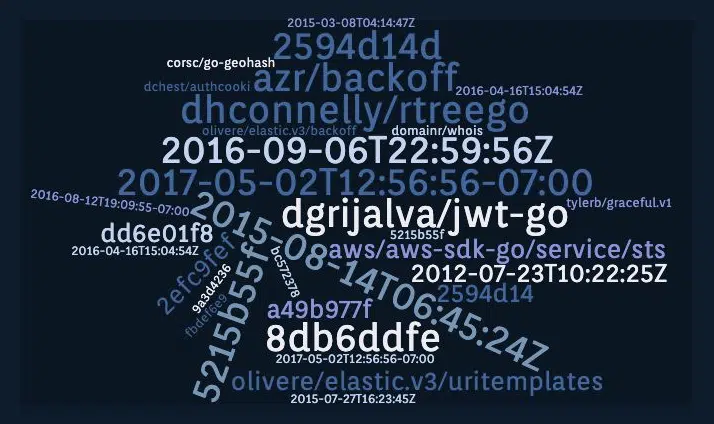 2015-03-08T04:14:47Z
2594d14d
corsc/go-geohash
azr/backoff
dchest/authcooki
2016-04-16T15:04:54Z
dhconnelly/rtreego
olivere/elastic.v3/backoff
domainr/whois
2016-09-06T22:59:56Z
2017-05-02T12:56:56-07:00
2016-08-12T19:09:55-07:00
2015-08-14T06:45:24Z
dgrijalva/jwt-go
tylerb/graceful.v1
dd6e01f8
5215b55f
2016-04-16T15:04:54Z
aws/aws-sdk-go/service/sts
2efc9fef
bc572378
2012-07-23T10:22:25Z
9a3d4236
2594d14
fbdef6e9
a49b977f
5215b55f
8db6ddfe
2017-05-02T12:56:56-07:00
olivere/elastic.v3/uritemplates
2015-07-27T16:23:45Z